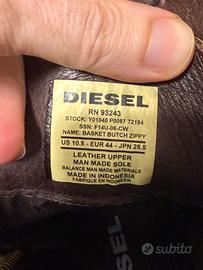 DIESEL
RN 93243
STOCK: Y01040 P0087 T2184
SSN: F14U-06-CW
NAME: BASKET BUTCH ZIPPY
US 10.5 - EUR 44 - JPN 28.5
LEATHER UPPER
MAN MADE SOLE
BALANCE MAN MADE MATERIAL
MADE IN INDONESIA
FABRIQUE EN INDONESIE
DIESEL
subito